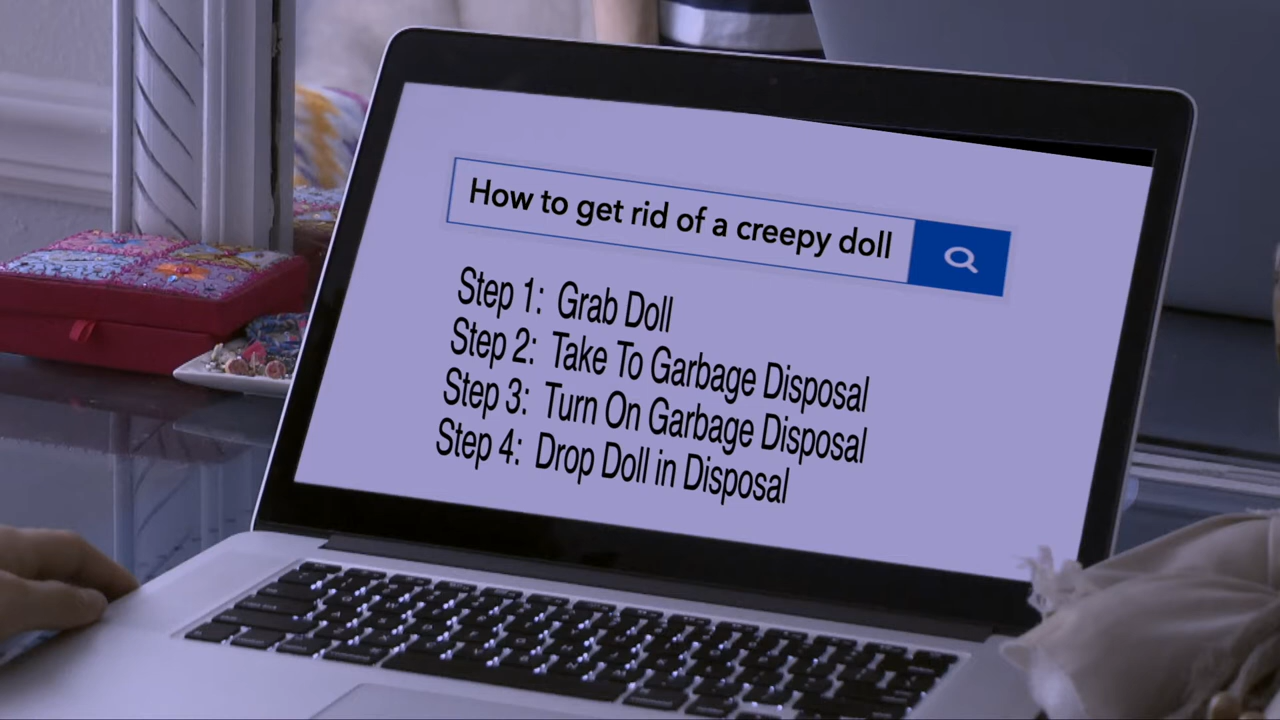 How to get rid of a creepy doll
Step 1: Grab Doll
Step 2: Take To Garbage Disposal
Step 3: Turn On Garbage Disposal
Step 4: Drop Doll in Disposal